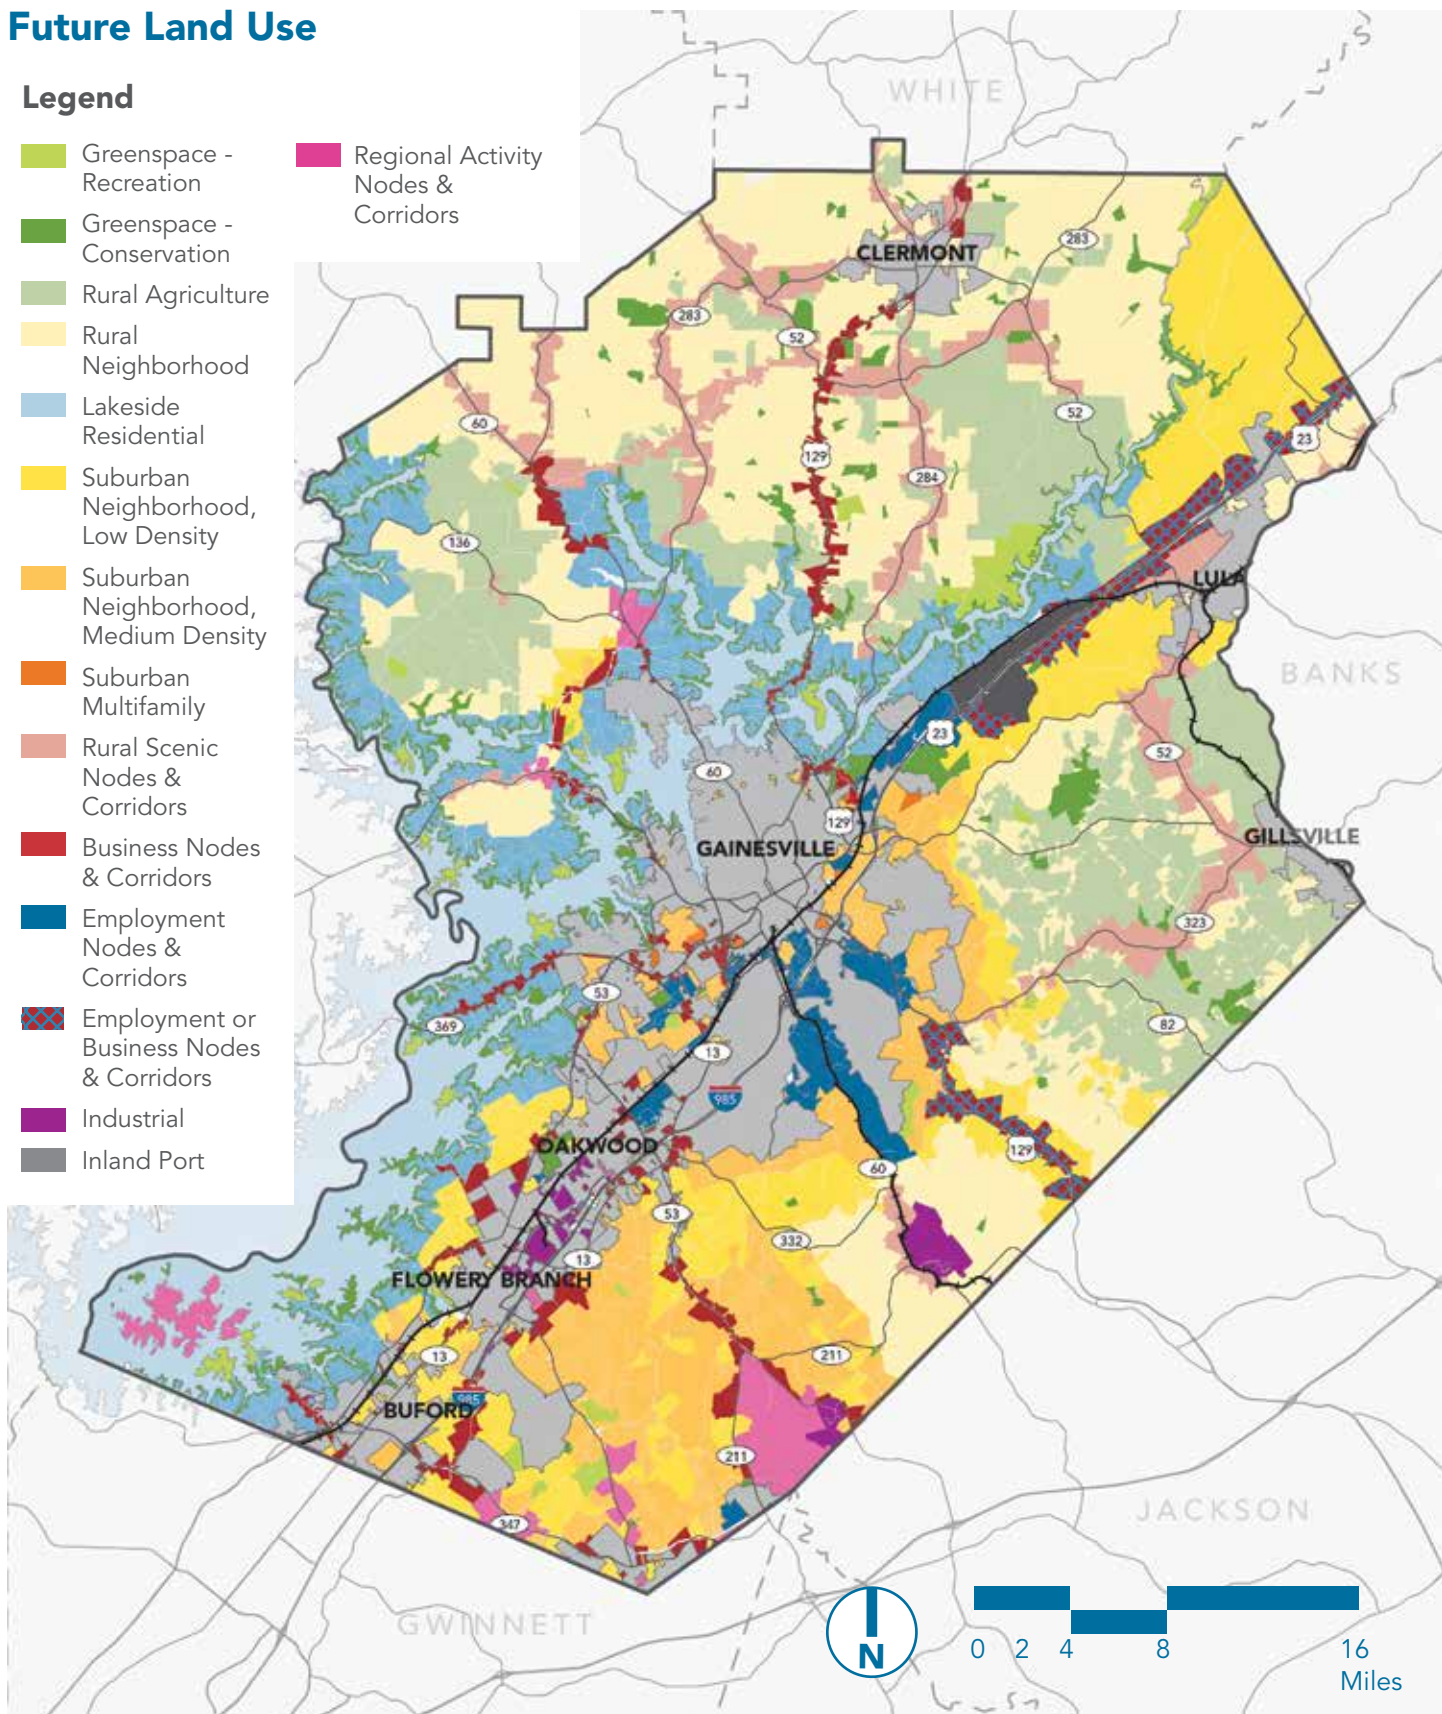 Future Land Use
Legend
Greenspace -
Recreation
Greenspace -
Conservation
Rural Agriculture
Rural
Neighborhood
Lakeside
Residential
Suburban
Neighborhood,
Low Density
Suburban
Neighborhood,
Medium Density
Suburban
Multifamily
Rural Scenic
Nodes &
Corridors
Business Nodes
& Corridors
Employment
Nodes &
Corridors
Employment or
Business Nodes
& Corridors
Industrial
Inland Port
Regional Activity
Nodes &
Corridors
WHITE
283
CLERMONT
283
52
60
52
23
129
284
136
LULA
BANKS
23
52
60
129
GAINESVILLE
GILLSVILLE
323
53
369
82
13
985
OAKWOOD
129
60
53
332
13
FLOWERY BRANCH
13
211
985
BUFORD
211
347
JACKSON
GWINNETT
N
0 2 4 8 16
Miles